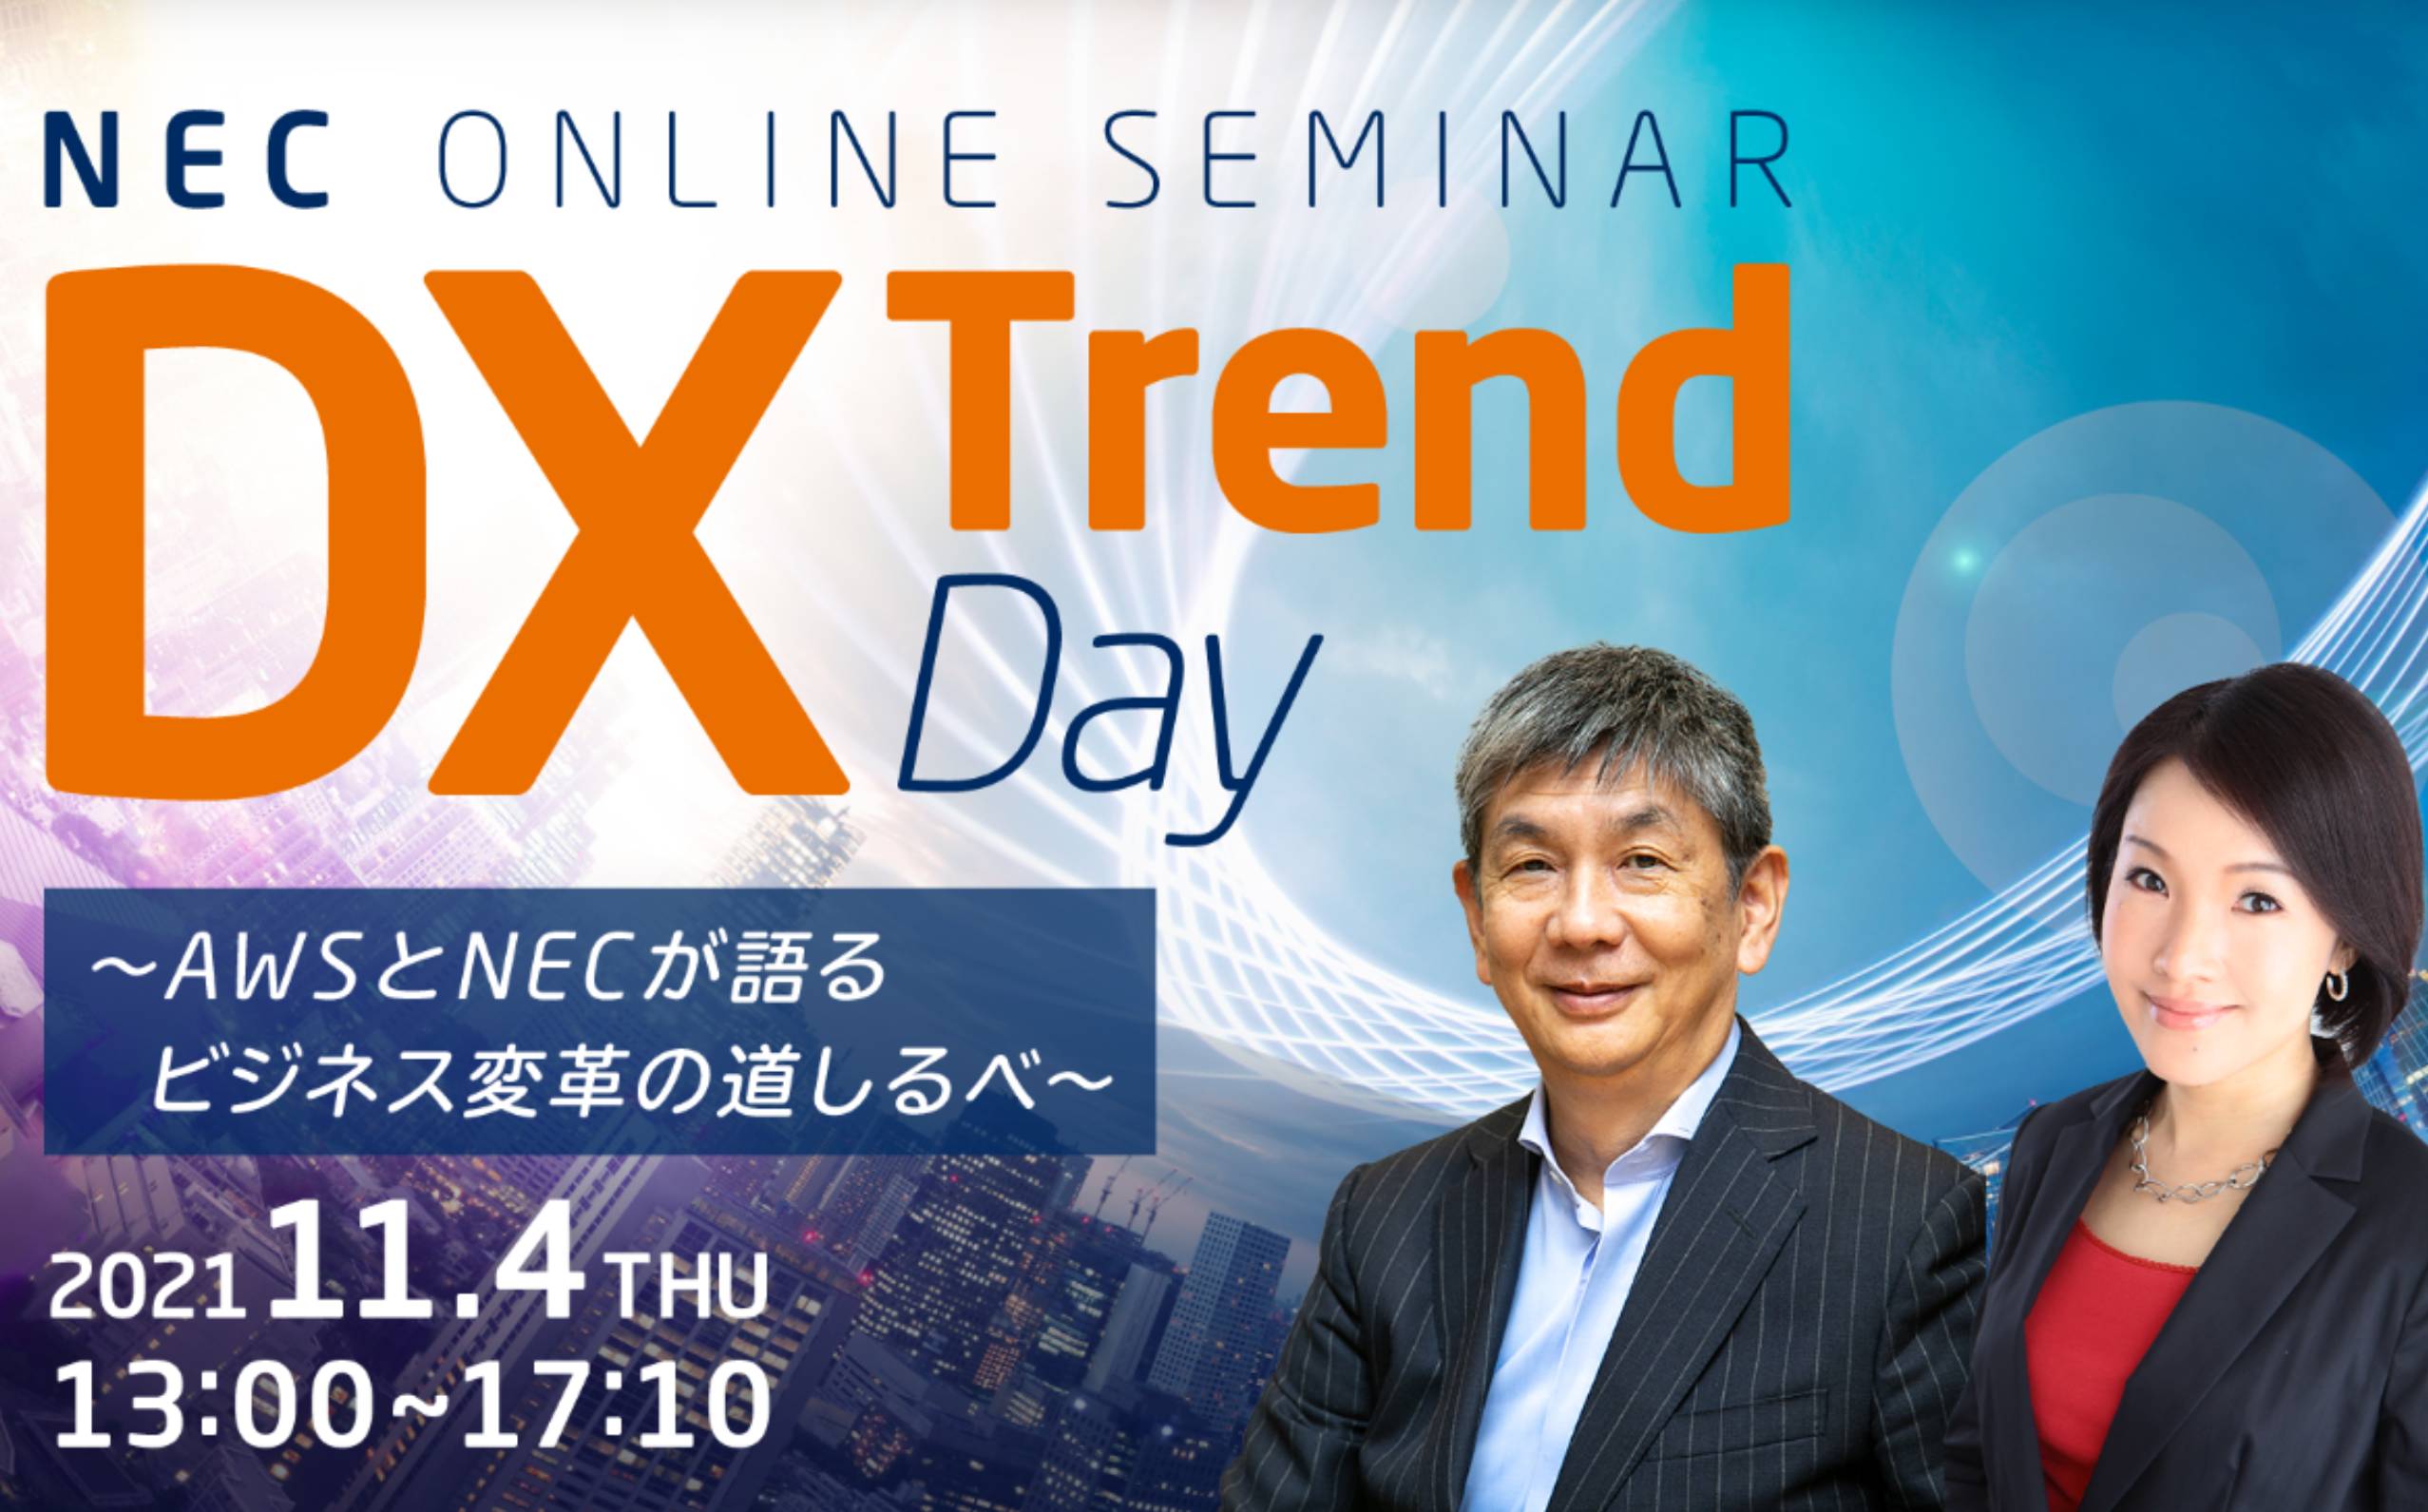 NEC ONLINE SEMINAR
DX Trend
Day
～AWSとNECが語る
ビジネス変革の道しるべ～
2021 11.4 THU
13:00~17:10